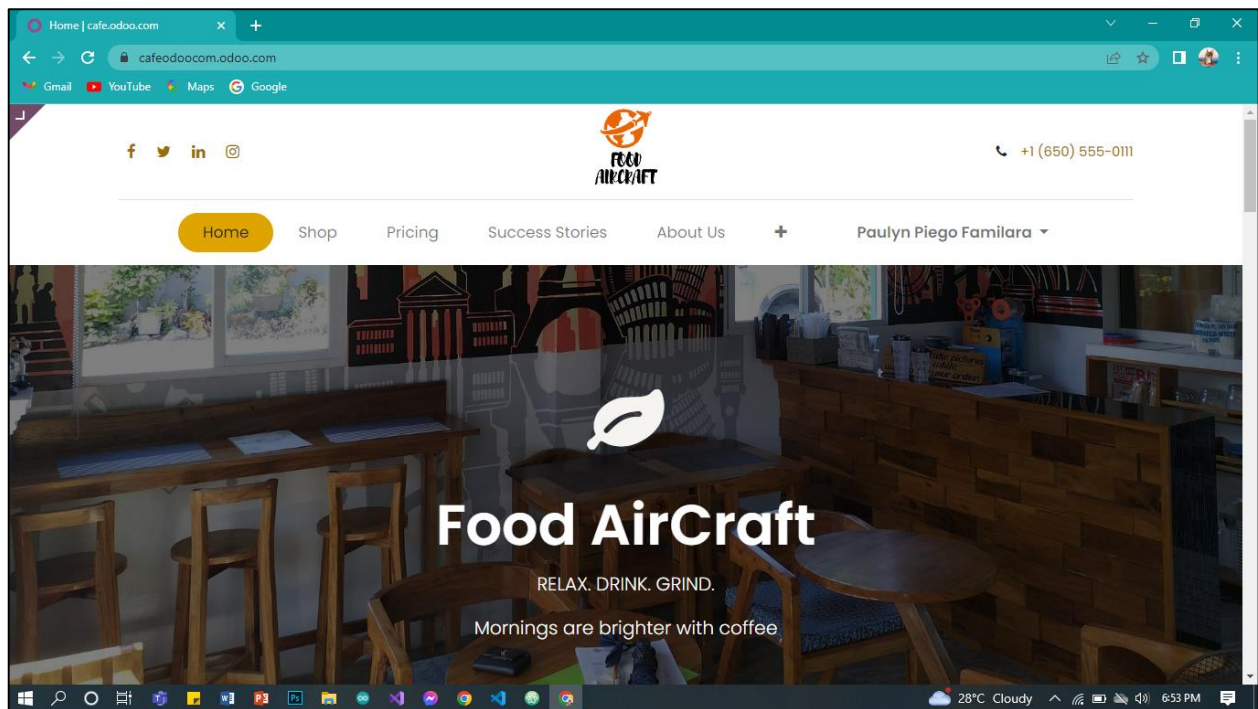 Home | cafe.odoo.com
cafeodoocom.odoo.com
Gmail YouTube Maps Google
FOOD
AIRCRAFT
+1 (650) 555-0111
Home Shop Pricing Success Stories About Us + Paulyn Piego Familara
Food AirCraft
RELAX. DRINK. GRIND.
Mornings are brighter with coffee
28°C Cloudy 6:53 PM